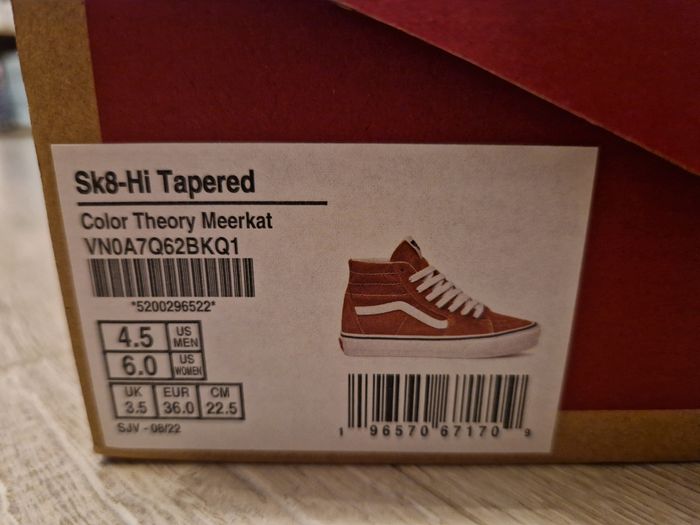 Sk8-Hi Tapered
Color Theory Meerkat
VN0A7Q62BKQ1
*5200296522*
4.5 US MEN
6.0 US WOMEN
UK EUR CM
3.5 36.0 22.5
SJV - 08/22
1 96570 67170 9